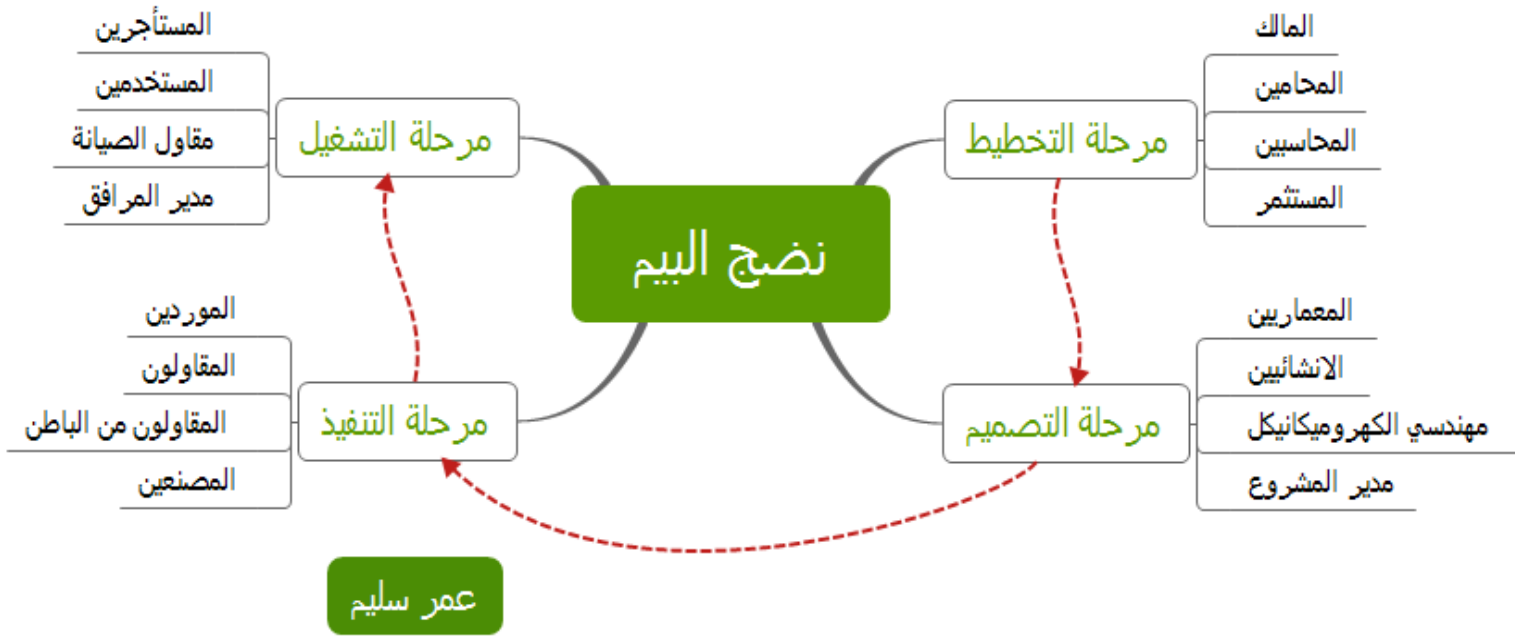 نضج البيم
مرحلة التخطيط
المالك
المحامين
المحاسبين
المستثمر
مرحلة التصميم
المعماريين
الانشائيين
مهندسي الكهروميكانيكل
مدير المشروع
مرحلة التنفيذ
الموردين
المقاولون
المقاولون من الباطن
المصنعين
مرحلة التشغيل
المستأجرين
المستخدمين
مقاول الصيانة
مدير المرافق
عمر سليم